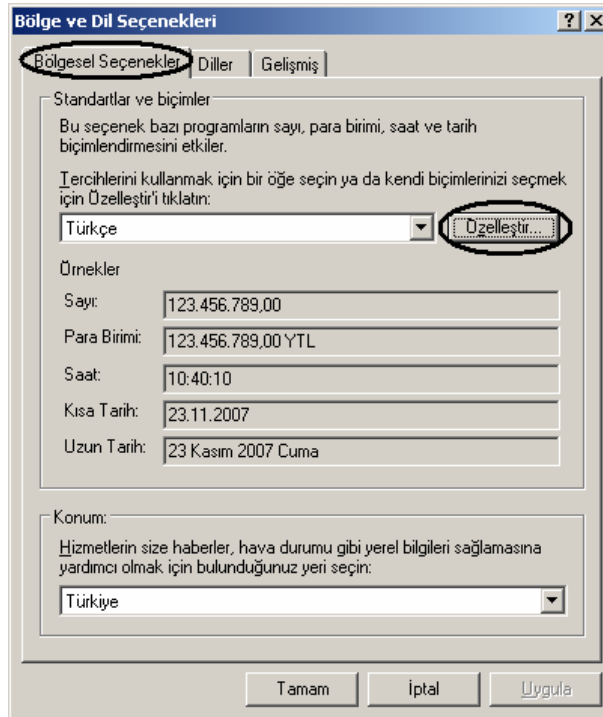 Bölge ve Dil Seçenekleri
Bölgesel Seçenekler Diller Gelişmiş
Standartlar ve biçimler
Bu seçenek bazı programların sayı, para birimi, saat ve tarih
biçimlendirmesini etkiler.
Tercihlerini kullanmak için bir öğe seçin ya da kendi biçimlerinizi seçmek
için Özelleştir'i tıklatın:
Türkçe Özelleştir...
Örnekler
Sayı: 123.456.789,00
Para Birimi: 123.456.789,00 YTL
Saat: 10:40:10
Kısa Tarih: 23.11.2007
Uzun Tarih: 23 Kasım 2007 Cuma
Konum:
Hizmetlerin size haberler, hava durumu gibi yerel bilgileri sağlamasına
yardımcı olmak için bulunduğunuz yeri seçin:
Türkiye
Tamam İptal Uygula